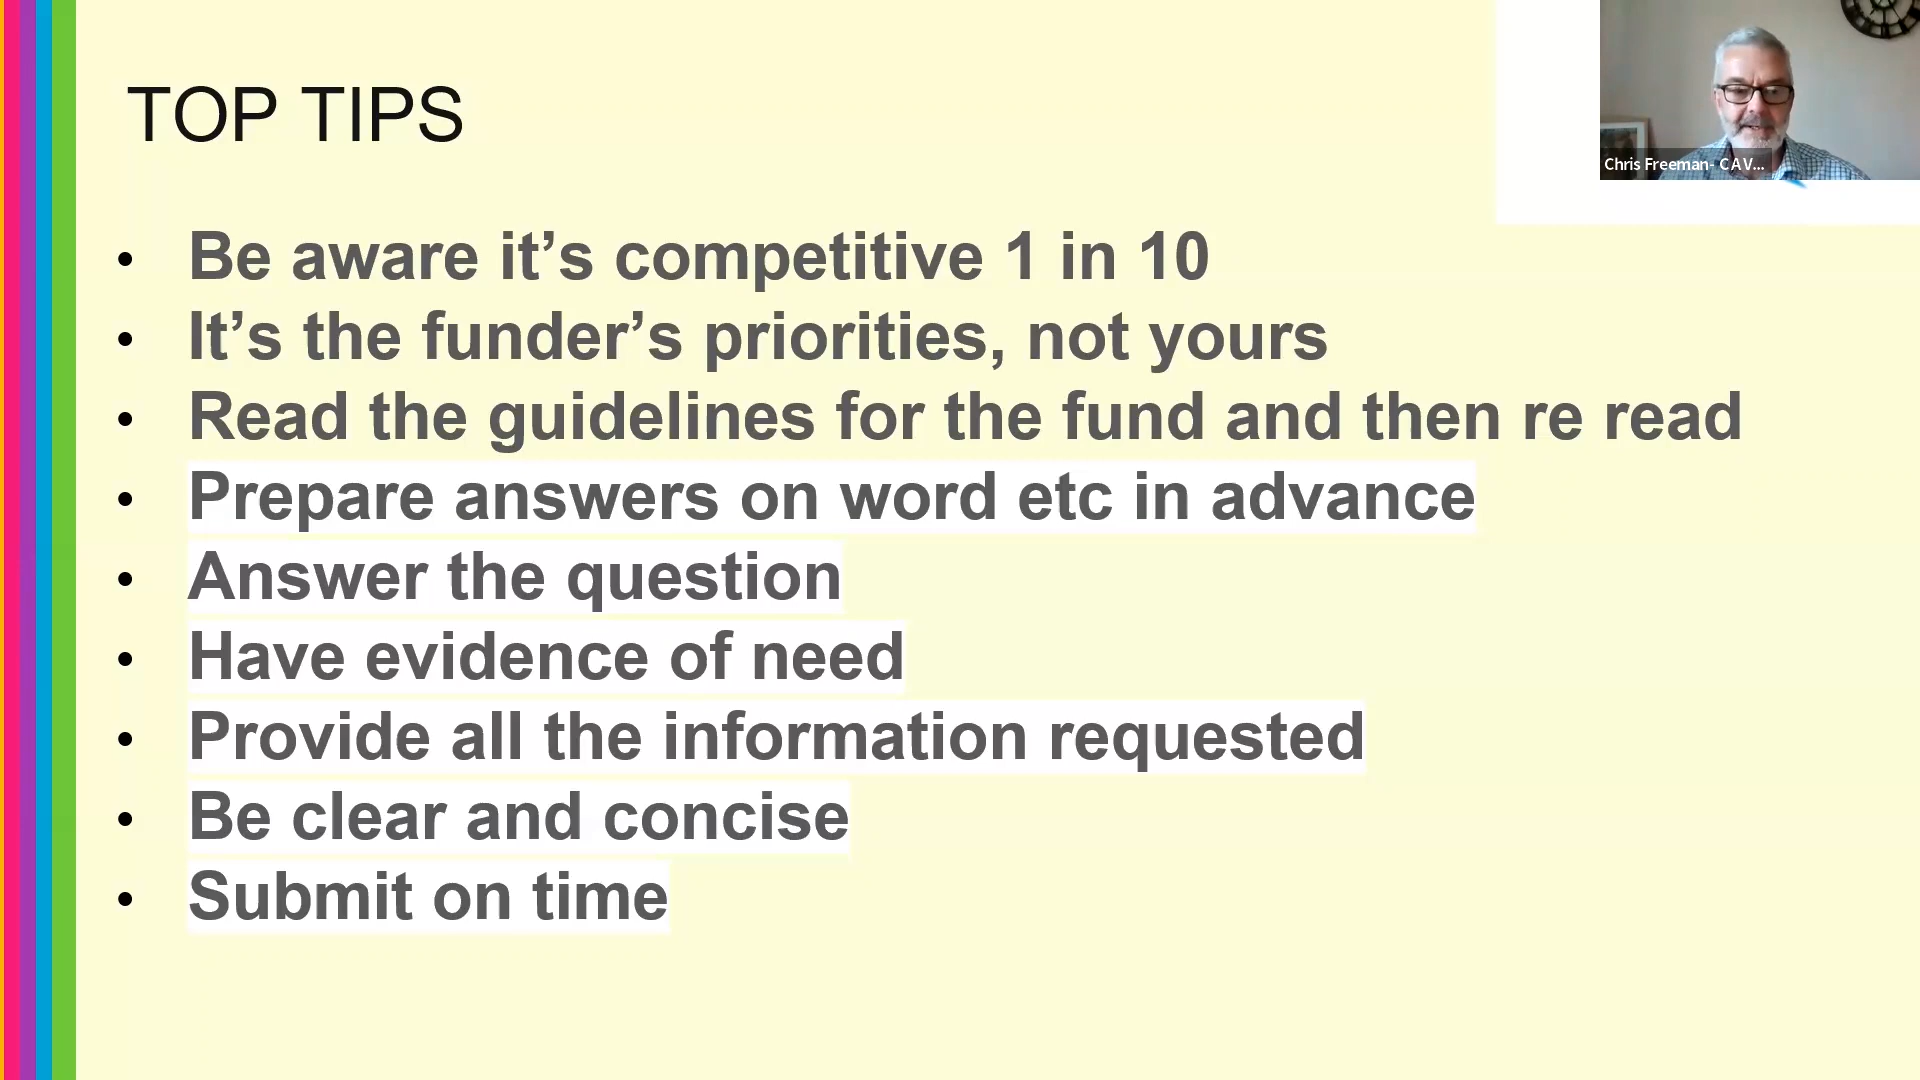 TOP TIPS
Chris Freeman- C A V...
• Be aware it’s competitive 1 in 10
• It’s the funder’s priorities, not yours
• Read the guidelines for the fund and then re read
• Prepare answers on word etc in advance
• Answer the question
• Have evidence of need
• Provide all the information requested
• Be clear and concise
• Submit on time